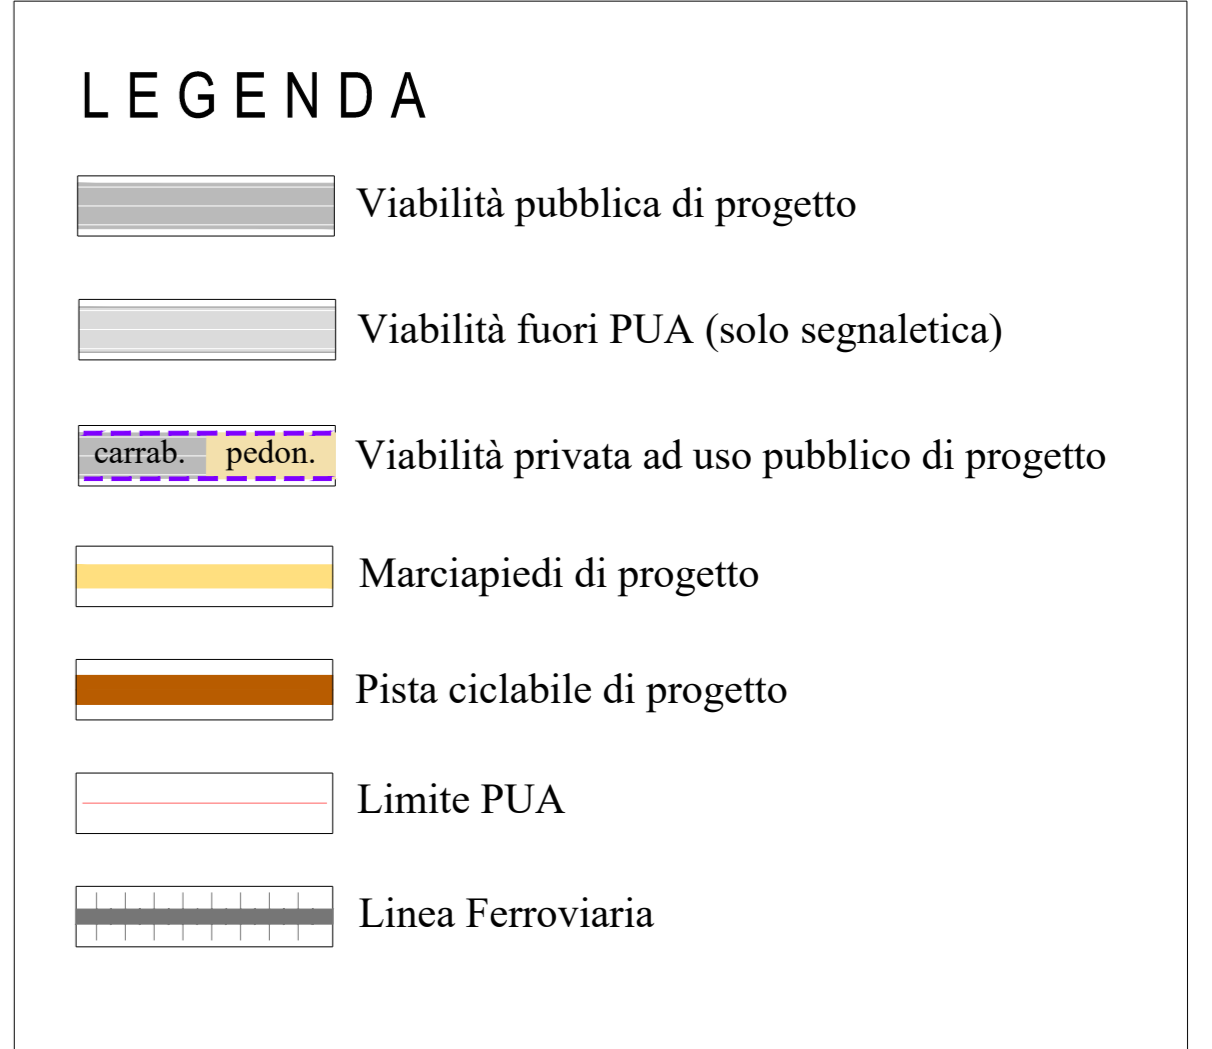 LEGENDA
Viabilità pubblica di progetto
Viabilità fuori PUA (solo segnaletica)
carrab. pedon. Viabilità privata ad uso pubblico di progetto
Marciapiedi di progetto
Pista ciclabile di progetto
Limite PUA
Linea Ferroviaria